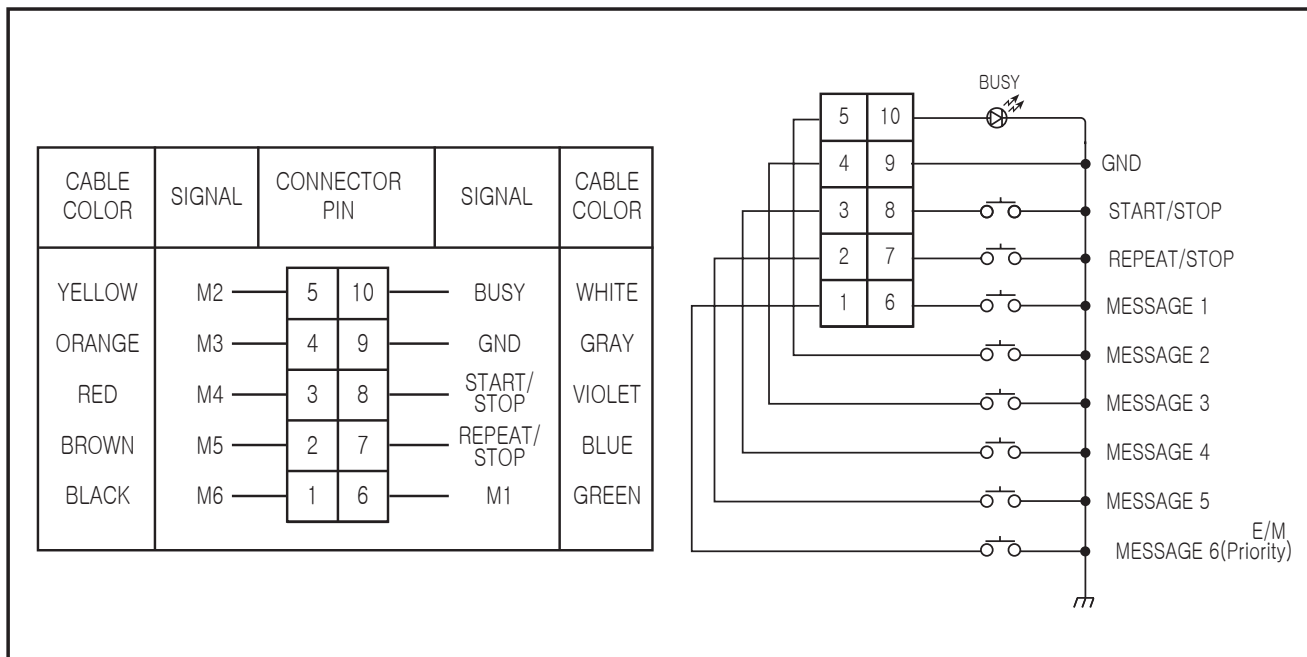 CABLE
COLOR
SIGNAL
CONNECTOR
PIN
SIGNAL
CABLE
COLOR
YELLOW M2 5 10 BUSY WHITE
ORANGE M3 4 9 GND GRAY
RED M4 3 8 START/
STOP VIOLET
BROWN M5 2 7 REPEAT/
STOP BLUE
BLACK M6 1 6 M1 GREEN
BUSY
5 10
4 9 GND
3 8 START/STOP
2 7 REPEAT/STOP
1 6 MESSAGE 1
MESSAGE 2
MESSAGE 3
MESSAGE 4
MESSAGE 5
E/M
MESSAGE 6(Priority)